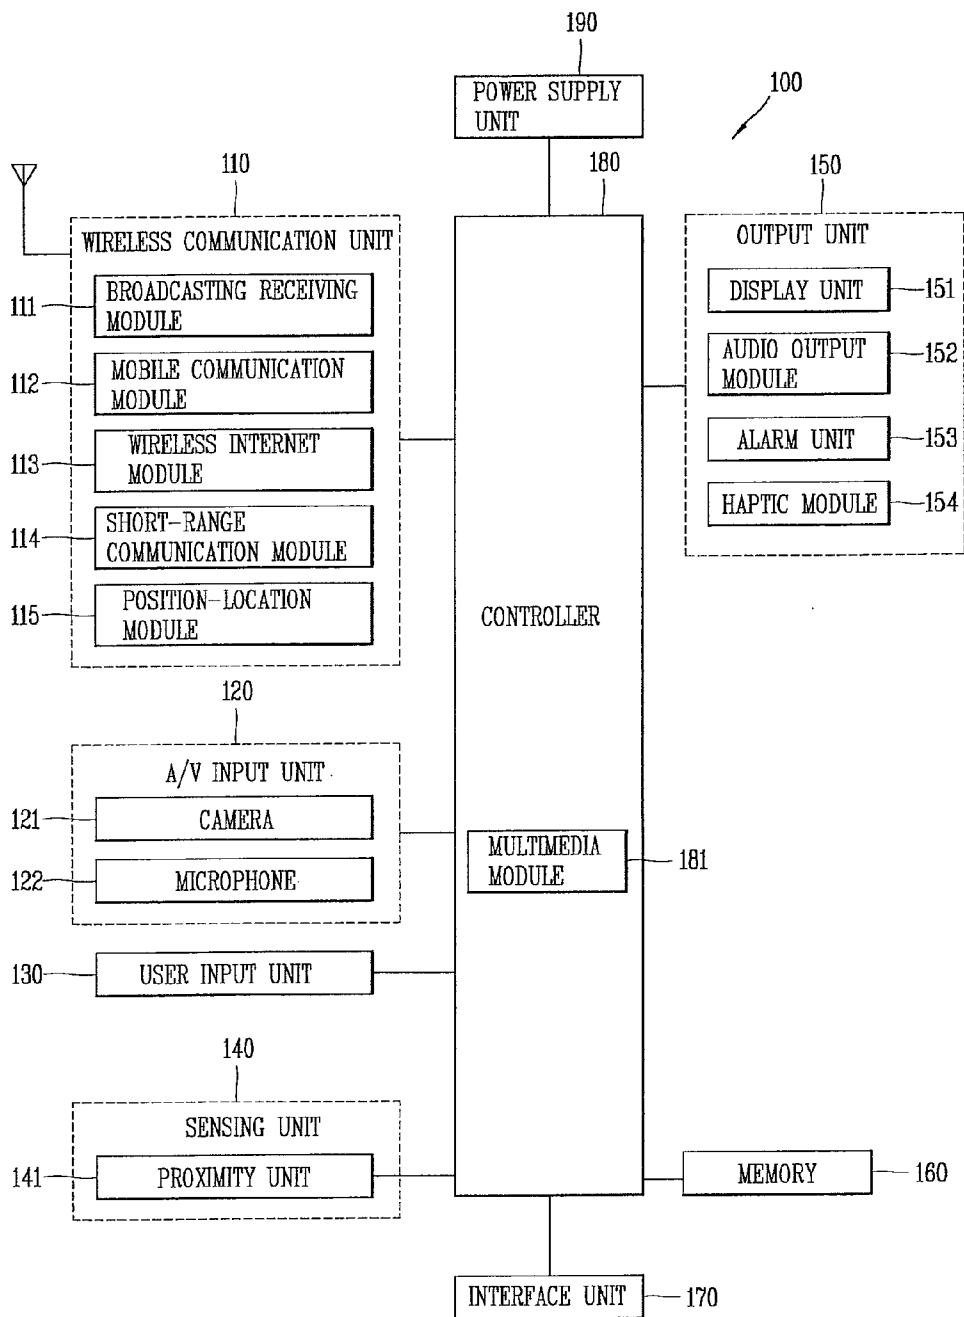 190
POWER SUPPLY
UNIT
100
110
180
150
WIRELESS COMMUNICATION UNIT
111
BROADCASTING RECEIVING
MODULE
112
MOBILE COMMUNICATION
MODULE
113
WIRELESS INTERNET
MODULE
114
SHORT-RANGE
COMMUNICATION MODULE
115
POSITION-LOCATION
MODULE
120
A/V INPUT UNIT
121
CAMERA
122
MICROPHONE
130
USER INPUT UNIT
140
SENSING UNIT
141
PROXIMITY UNIT
CONTROLLER
MULTIMEDIA
MODULE
181
OUTPUT UNIT
DISPLAY UNIT
151
AUDIO OUTPUT
MODULE
152
ALARM UNIT
153
HAPTIC MODULE
154
MEMORY
160
INTERFACE UNIT
170